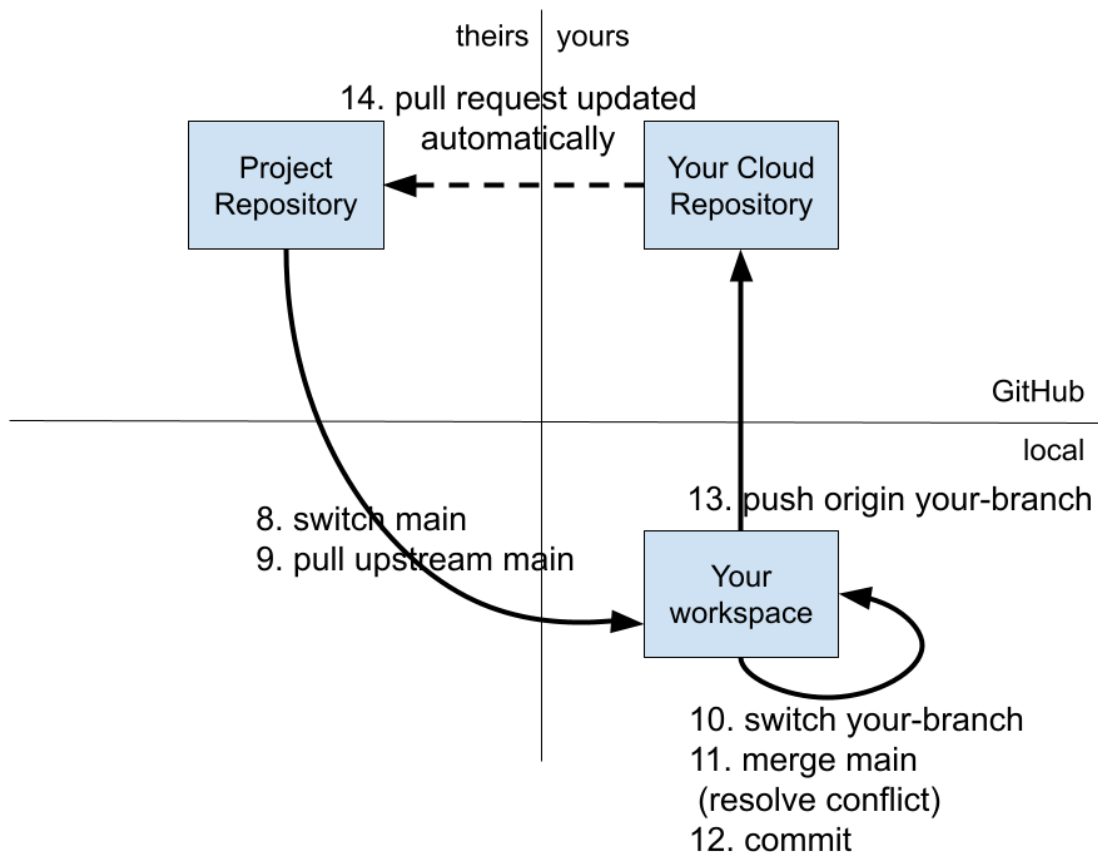 theirs yours
14. pull request updated
automatically
Project
Repository
Your Cloud
Repository
GitHub
local
13. push origin your-branch
8. switch main
9. pull upstream main
Your
workspace
10. switch your-branch
11. merge main
(resolve conflict)
12. commit